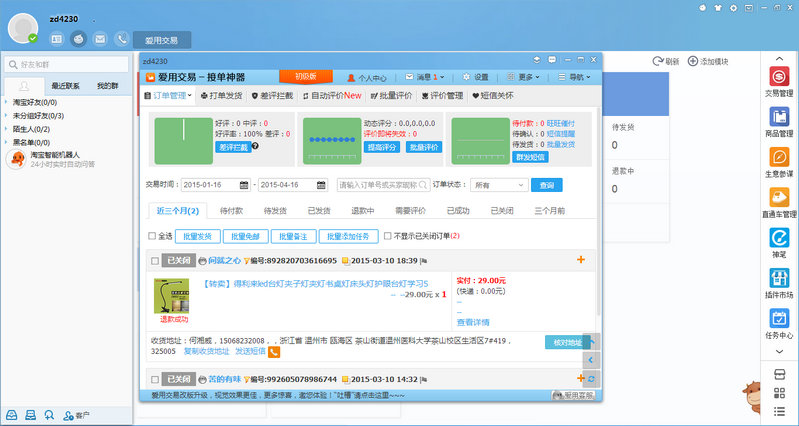 zd4230
爱用交易
好友和群
最近联系 我的群
淘宝好友(0/0)
未分组好友(0/3)
陌生人(0/2)
黑名单(0/0)
淘宝智能机器人
24小时实时自动问答
客户
zd4230
爱用交易 – 接单神器 初级版 个人中心 消息 1 设置 更多 导航
订单管理 打单发货 差评拦截 自动评价New 批量评价 评价管理 短信关怀
好评：0 中评：0
好评率：100% 差评：0
差评拦截
动态评分：0.0,0.0,0.0
评价即将失效：0
提高评分 批量评价
待付款：0 旺旺催付
待确认：0 短信提醒
待发货：0 批量发货
群发短信
交易时间：2015-01-16 - 2015-04-16 请输入订单号或买家昵称 订单状态： 所有 查询
近三个月(2) 待付款 待发货 已发货 退款中 需要评价 已成功 已关闭 三个月前
全选 批量发货 批量免邮 批量备注 批量添加任务 不显示已关闭订单(2)
已关闭 问就之心 编号:892820703616695 2015-03-10 18:39
【转卖】得利来led台灯夹子灯夹灯书桌灯床头灯护眼台灯学习S
– –29.00元 x 1
退款成功
实付：29.00元
(快递：0.00元)
–
–
查看详情
收货地址：何湘威，15068232008，，浙江省 温州市 瓯海区 茶山街道温州医科大学茶山校区生活区7#419，
325005 复制收货地址 发送短信
核对地址
已关闭 苦的有味 编号:992605078986744 2015-03-10 14:32
爱用交易改版升级，视觉效果更佳，更多惊喜，邀您体验！"吐槽"请点击这里~~~
爱用客服
刷新 添加模块
待发货
0
退款中
0
交易管理
商品管理
生意参谋
直通车管理
神笔
插件市场
任务中心